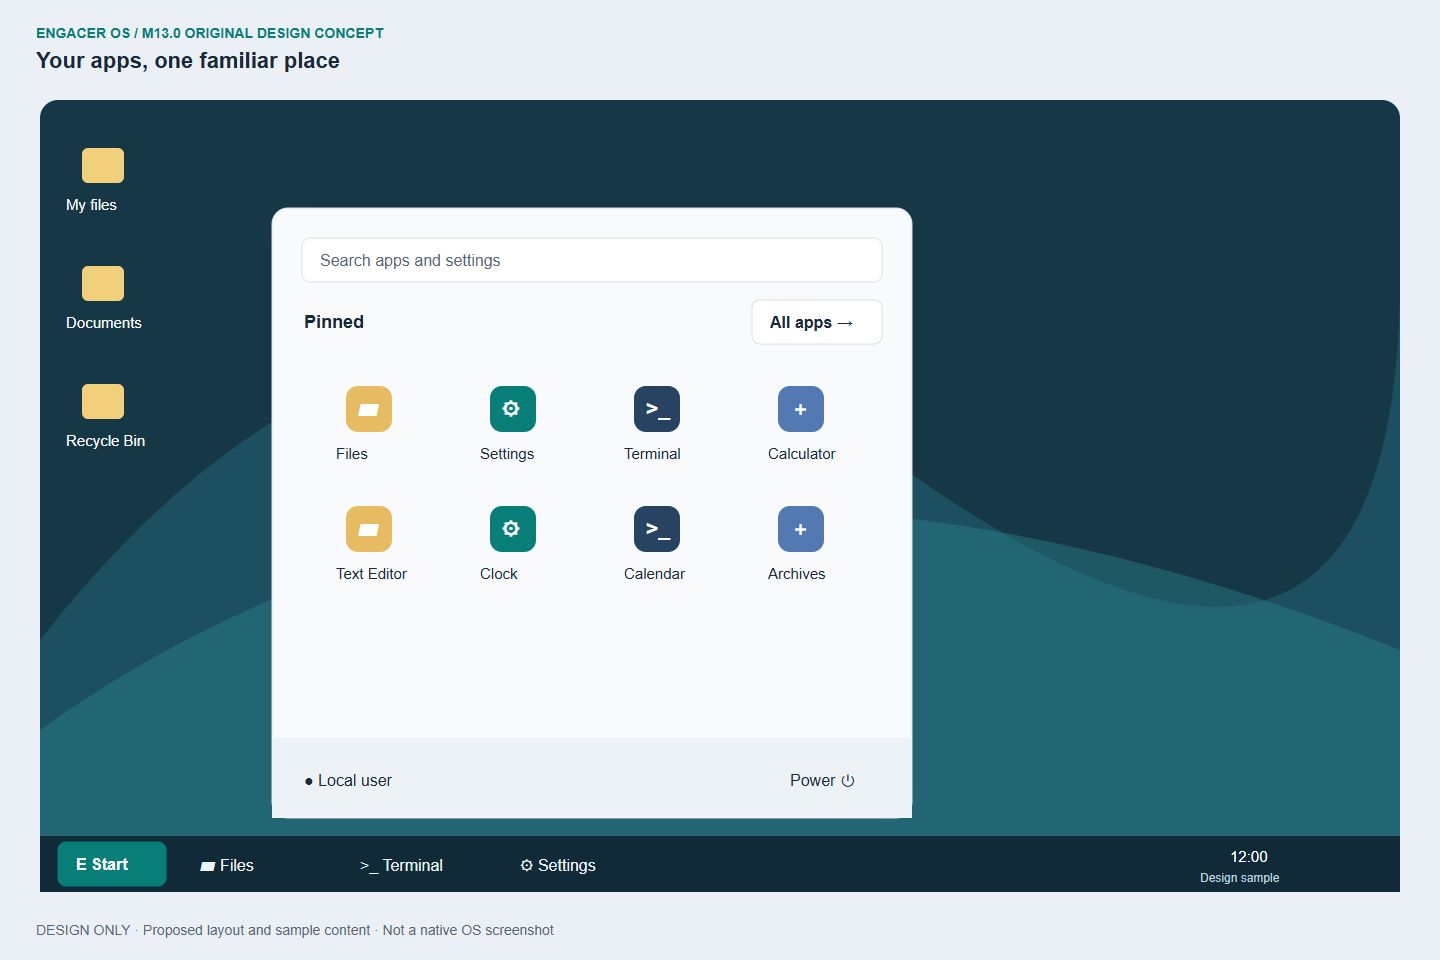 ENGACER OS / M13.0 ORIGINAL DESIGN CONCEPT
Your apps, one familiar place
My files
Documents
Recycle Bin
Search apps and settings
Pinned
All apps →
>_
+
Files
Settings
Terminal
Calculator
>_
+
Text Editor
Clock
Calendar
Archives
● Local user
Power ⏻
E Start
▰ Files
>_ Terminal
⚙ Settings
12:00
Design sample
DESIGN ONLY · Proposed layout and sample content · Not a native OS screenshot